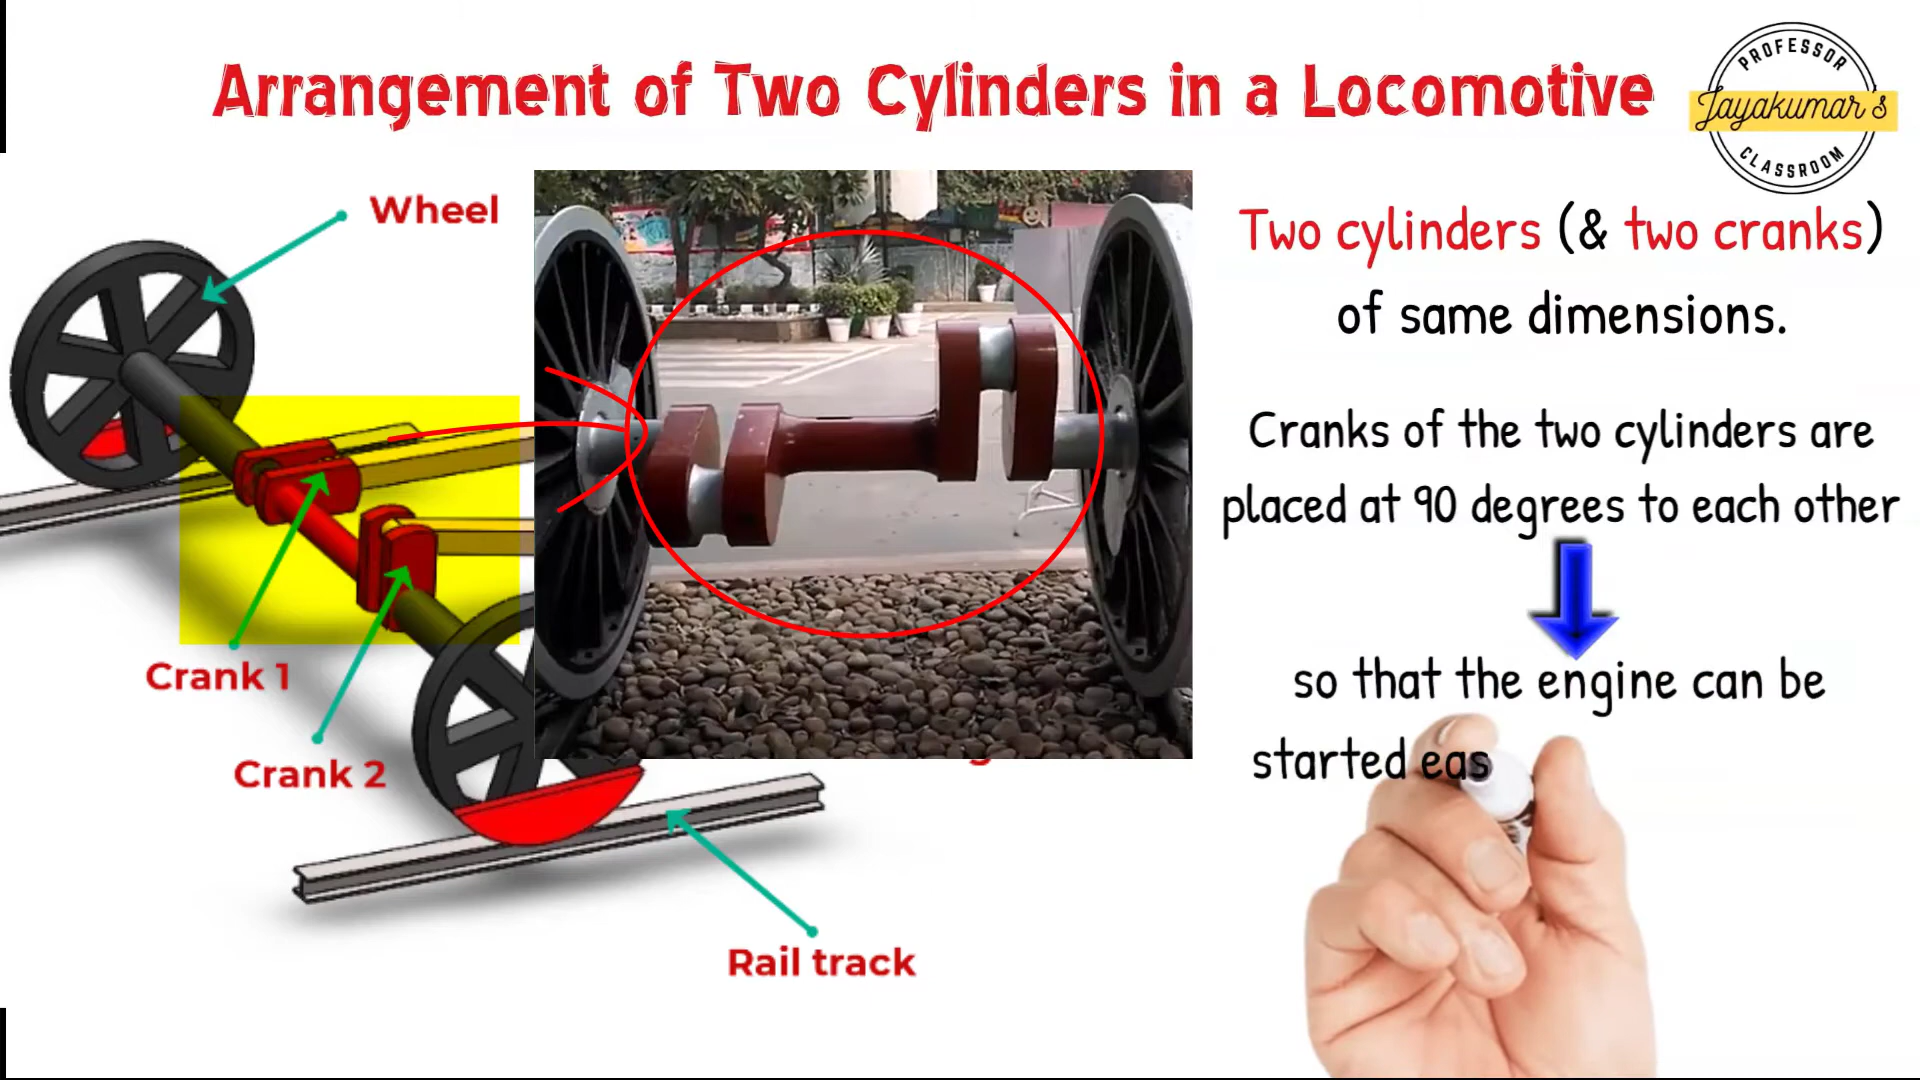 Arrangement of Two Cylinders in a Locomotive
PROFESSOR
Jayakumar's
CLASSROOM
Wheel
Two cylinders (& two cranks)
of same dimensions.
Cranks of the two cylinders are
placed at 90 degrees to each other
so that the engine can be
started eas
Crank 1
Crank 2
Rail track